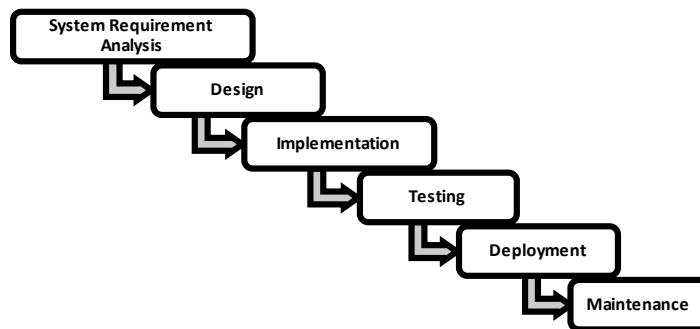 System Requirement
Analysis
Design
Implementation
Testing
Deployment
Maintenance